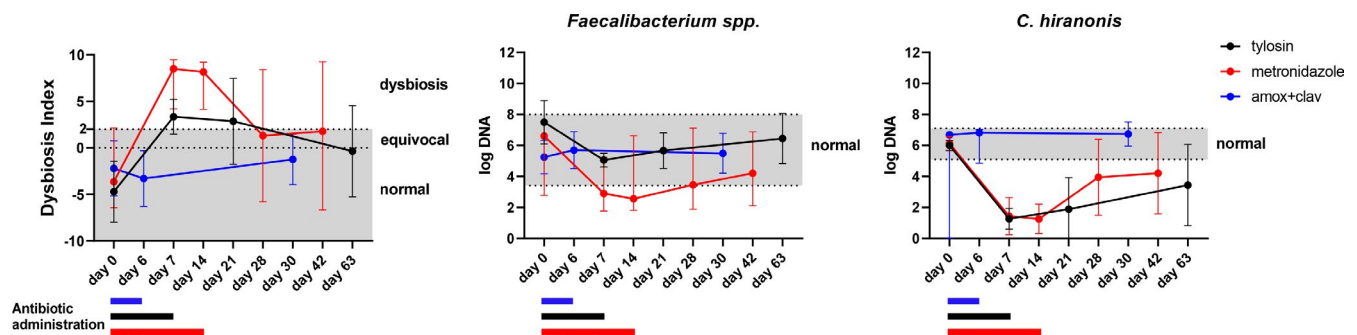 Faecalibacterium spp.
C. hiranonis
Dysbiosis Index
10
5
2
0
-5
-10
dysbiosis
equivocal
normal
day 0
day 6
day 7
day 14
day 21
day 28
day 30
day 42
day 63
log DNA
12
10
8
6
4
2
0
normal
day 0
day 6
day 7
day 14
day 21
day 28
day 30
day 42
day 63
log DNA
12
10
8
6
4
2
0
normal
day 0
day 6
day 7
day 14
day 21
day 28
day 30
day 42
day 63
tylosin
metronidazole
amox+clav
Antibiotic
administration